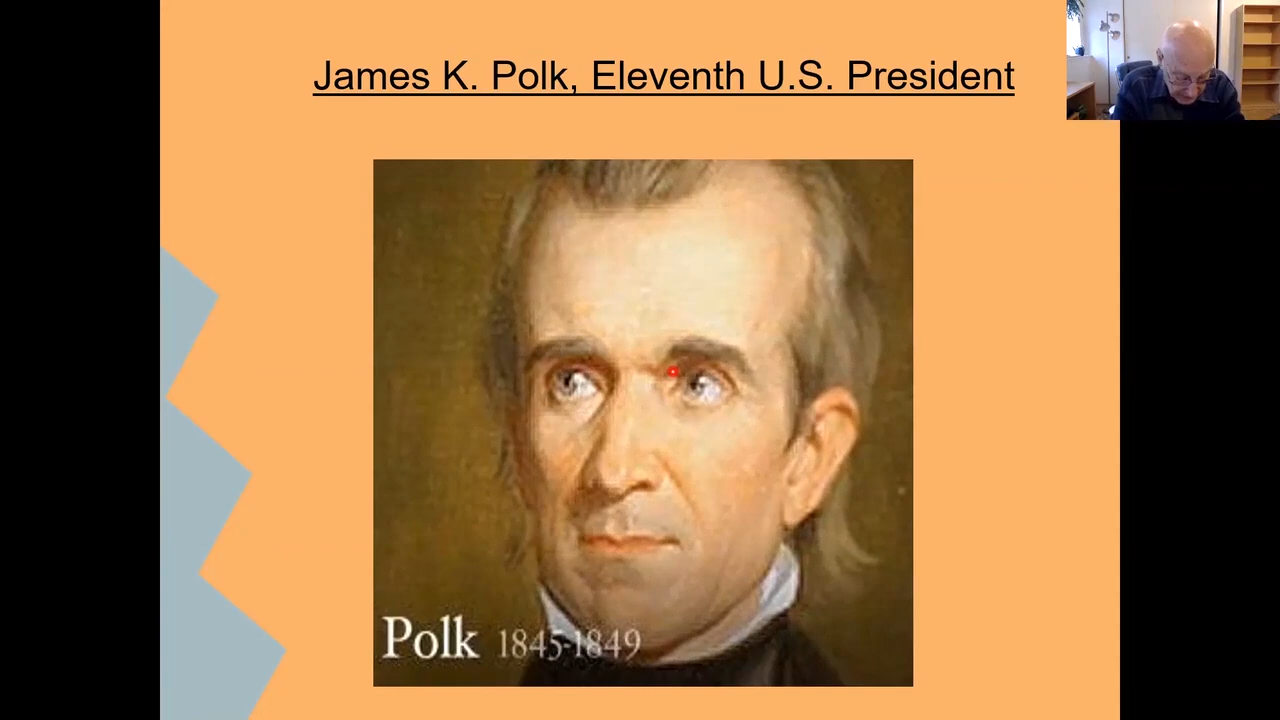 James K. Polk, Eleventh U.S. President
Polk 1845-1849